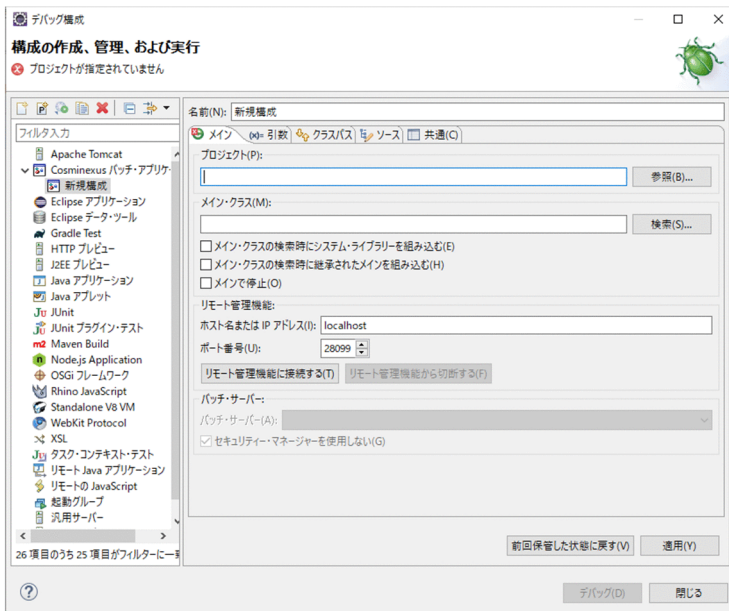 デバッグ構成
構成の作成、管理、および実行
プロジェクトが指定されていません
名前(N): 新規構成
フィルタ入力
Apache Tomcat
Cosminexus バッチ・アプリケ
新規構成
Eclipse アプリケーション
Eclipse データ・ツール
Gradle Test
HTTP プレビュー
J2EE プレビュー
Java アプリケーション
Java アプレット
JUnit
JUnit プラグイン・テスト
Maven Build
Node.js Application
OSGi フレームワーク
Rhino JavaScript
Standalone V8 VM
WebKit Protocol
XSL
タスク・コンテキスト・テスト
リモート Java アプリケーション
リモートの JavaScript
起動グループ
汎用サーバー
26 項目のうち 25 項目がフィルターに一致
メイン (x)= 引数 クラスパス ソース 共通(C)
プロジェクト(P):
参照(B)...
メイン・クラス(M):
検索(S)...
メイン・クラスの検索時にシステム・ライブラリーを組み込む(E)
メイン・クラスの検索時に継承されたメインを組み込む(H)
メインで停止(O)
リモート管理機能:
ホスト名または IP アドレス(I): localhost
ポート番号(U): 28099
リモート管理機能に接続する(T) リモート管理機能から切断する(F)
バッチ・サーバー:
バッチ・サーバー(A):
セキュリティー・マネージャーを使用しない(G)
前回保管した状態に戻す(V) 適用(Y)
デバッグ(D) 閉じる